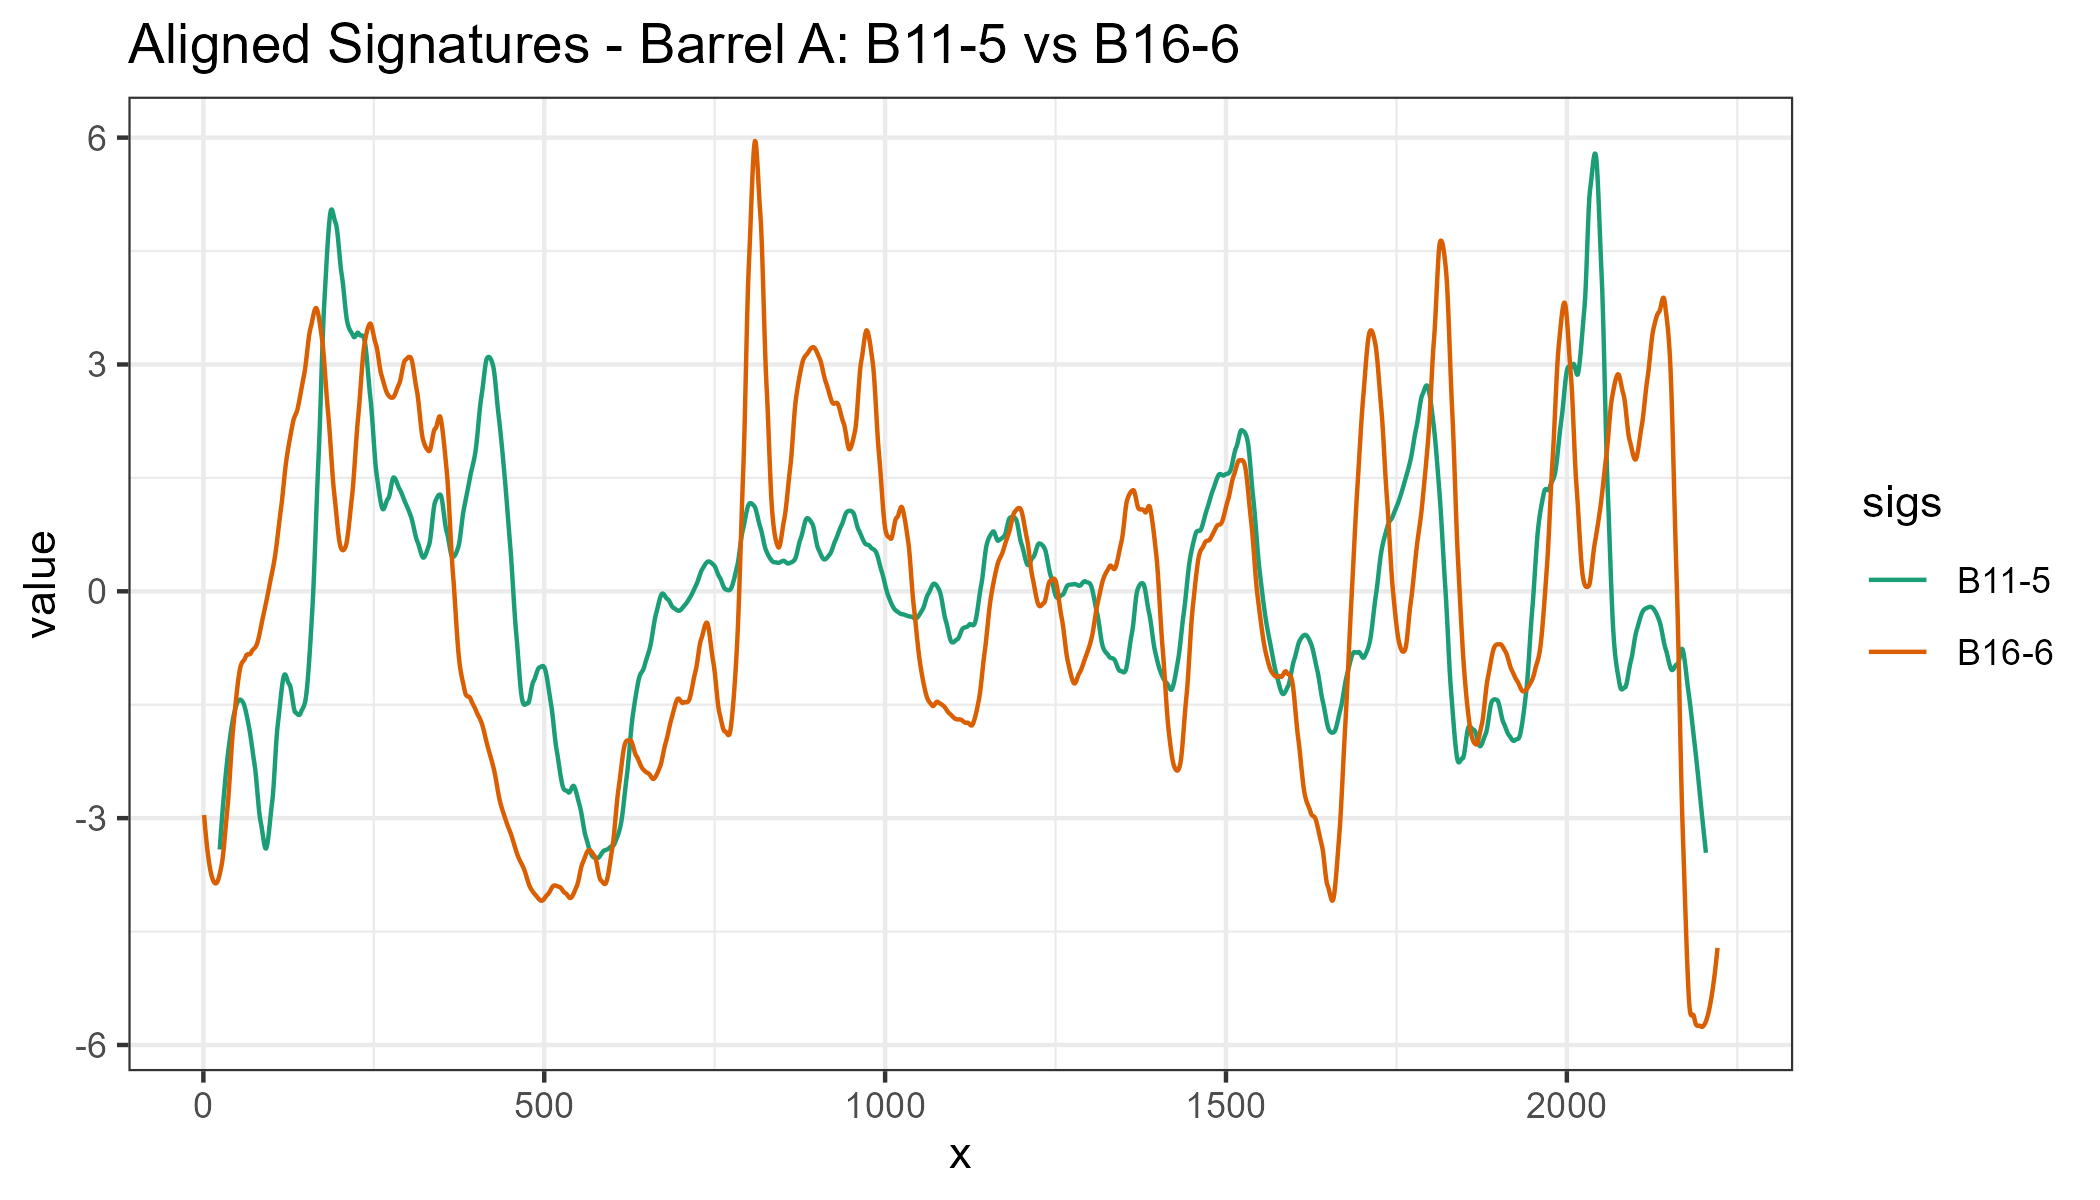 Aligned Signatures - Barrel A: B11-5 vs B16-6
6
3
0
-3
-6
value
0
500
1000
1500
2000
x
sigs
B11-5
B16-6